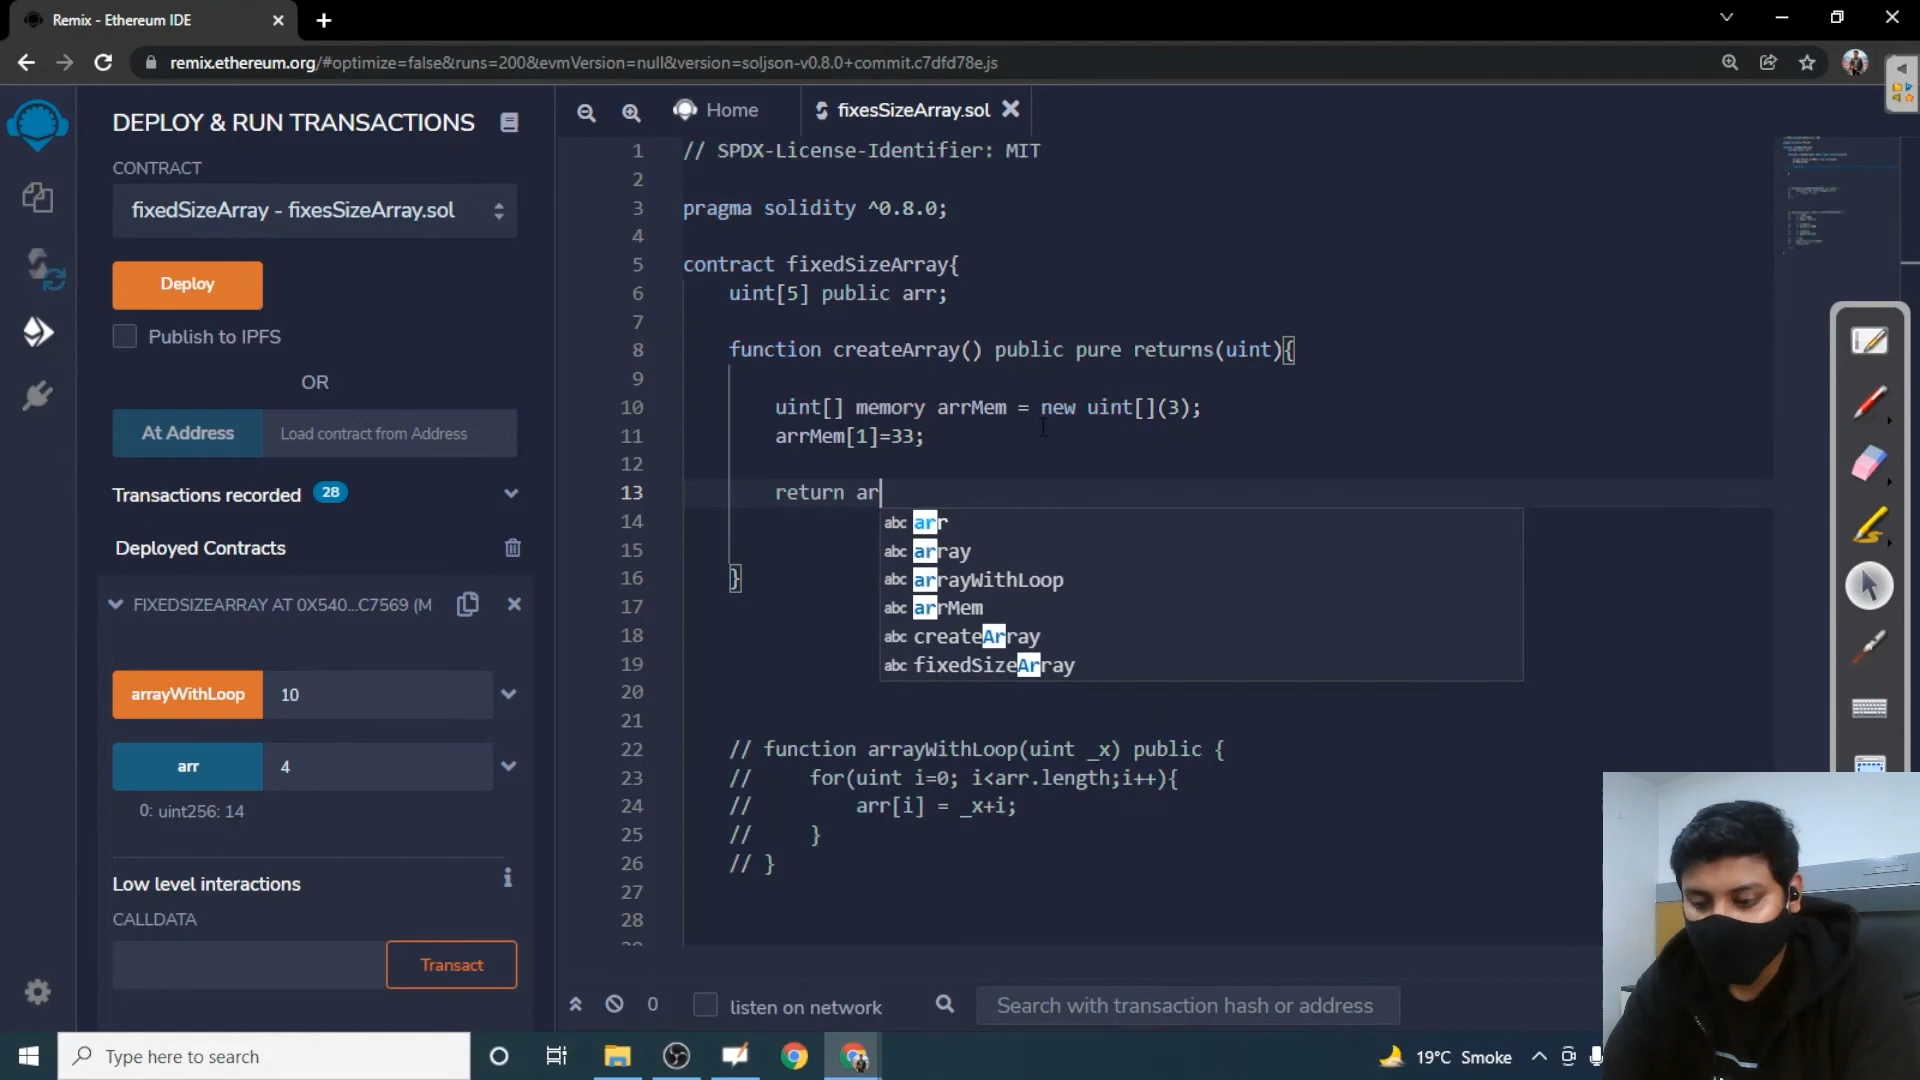 Remix - Ethereum IDE
remix.ethereum.org/#optimize=false&runs=200&evmVersion=null&version=soljson-v0.8.0+commit.c7dfd78e.js
DEPLOY & RUN TRANSACTIONS
CONTRACT
fixedSizeArray - fixesSizeArray.sol
Deploy
Publish to IPFS
OR
At Address
Load contract from Address
Transactions recorded 28
Deployed Contracts
FIXEDSIZEARRAY AT 0X540...C7569 (M
arrayWithLoop 10
arr 4
0: uint256: 14
Low level interactions
CALLDATA
Transact
Home
fixesSizeArray.sol
1 // SPDX-License-Identifier: MIT
2
3 pragma solidity ^0.8.0;
4
5 contract fixedSizeArray{
6 uint[5] public arr;
7
8 function createArray() public pure returns(uint){
9
10 uint[] memory arrMem = new uint[](3);
11 arrMem[1]=33;
12
13 return ar
14
15
16 }
17
18
19
20
21
22 // function arrayWithLoop(uint _x) public {
23 // for(uint i=0; i<arr.length;i++){
24 // arr[i] = _x+i;
25 // }
26 // }
27
28
abc arr
abc array
abc arrayWithLoop
abc arrMem
abc createArray
abc fixedSizeArray
0
listen on network
Search with transaction hash or address
Type here to search
19°C Smoke